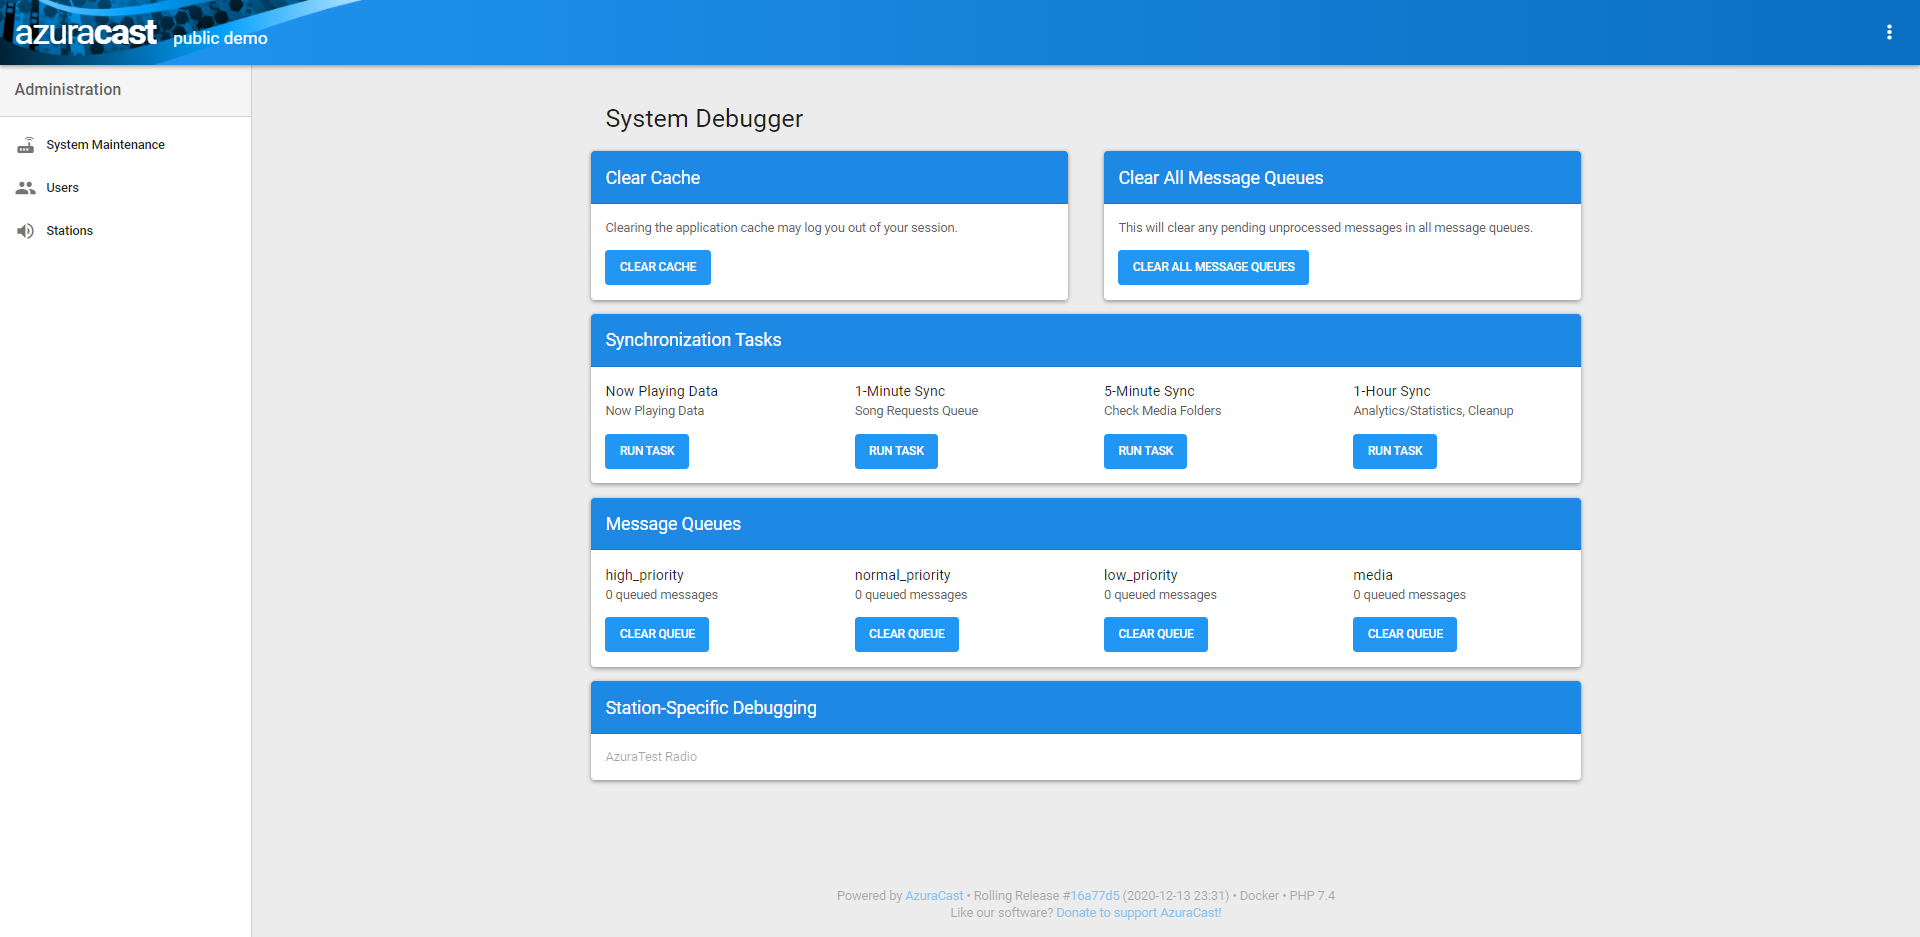 azuracast public demo
Administration
System Maintenance
Users
Stations
System Debugger
Clear Cache
Clearing the application cache may log you out of your session.
CLEAR CACHE
Clear All Message Queues
This will clear any pending unprocessed messages in all message queues.
CLEAR ALL MESSAGE QUEUES
Synchronization Tasks
Now Playing Data
Now Playing Data
RUN TASK
1-Minute Sync
Song Requests Queue
RUN TASK
5-Minute Sync
Check Media Folders
RUN TASK
1-Hour Sync
Analytics/Statistics, Cleanup
RUN TASK
Message Queues
high_priority
0 queued messages
CLEAR QUEUE
normal_priority
0 queued messages
CLEAR QUEUE
low_priority
0 queued messages
CLEAR QUEUE
media
0 queued messages
CLEAR QUEUE
Station-Specific Debugging
AzuraTest Radio
Powered by AzuraCast • Rolling Release #16a77d5 (2020-12-13 23:31) • Docker • PHP 7.4
Like our software? Donate to support AzuraCast!